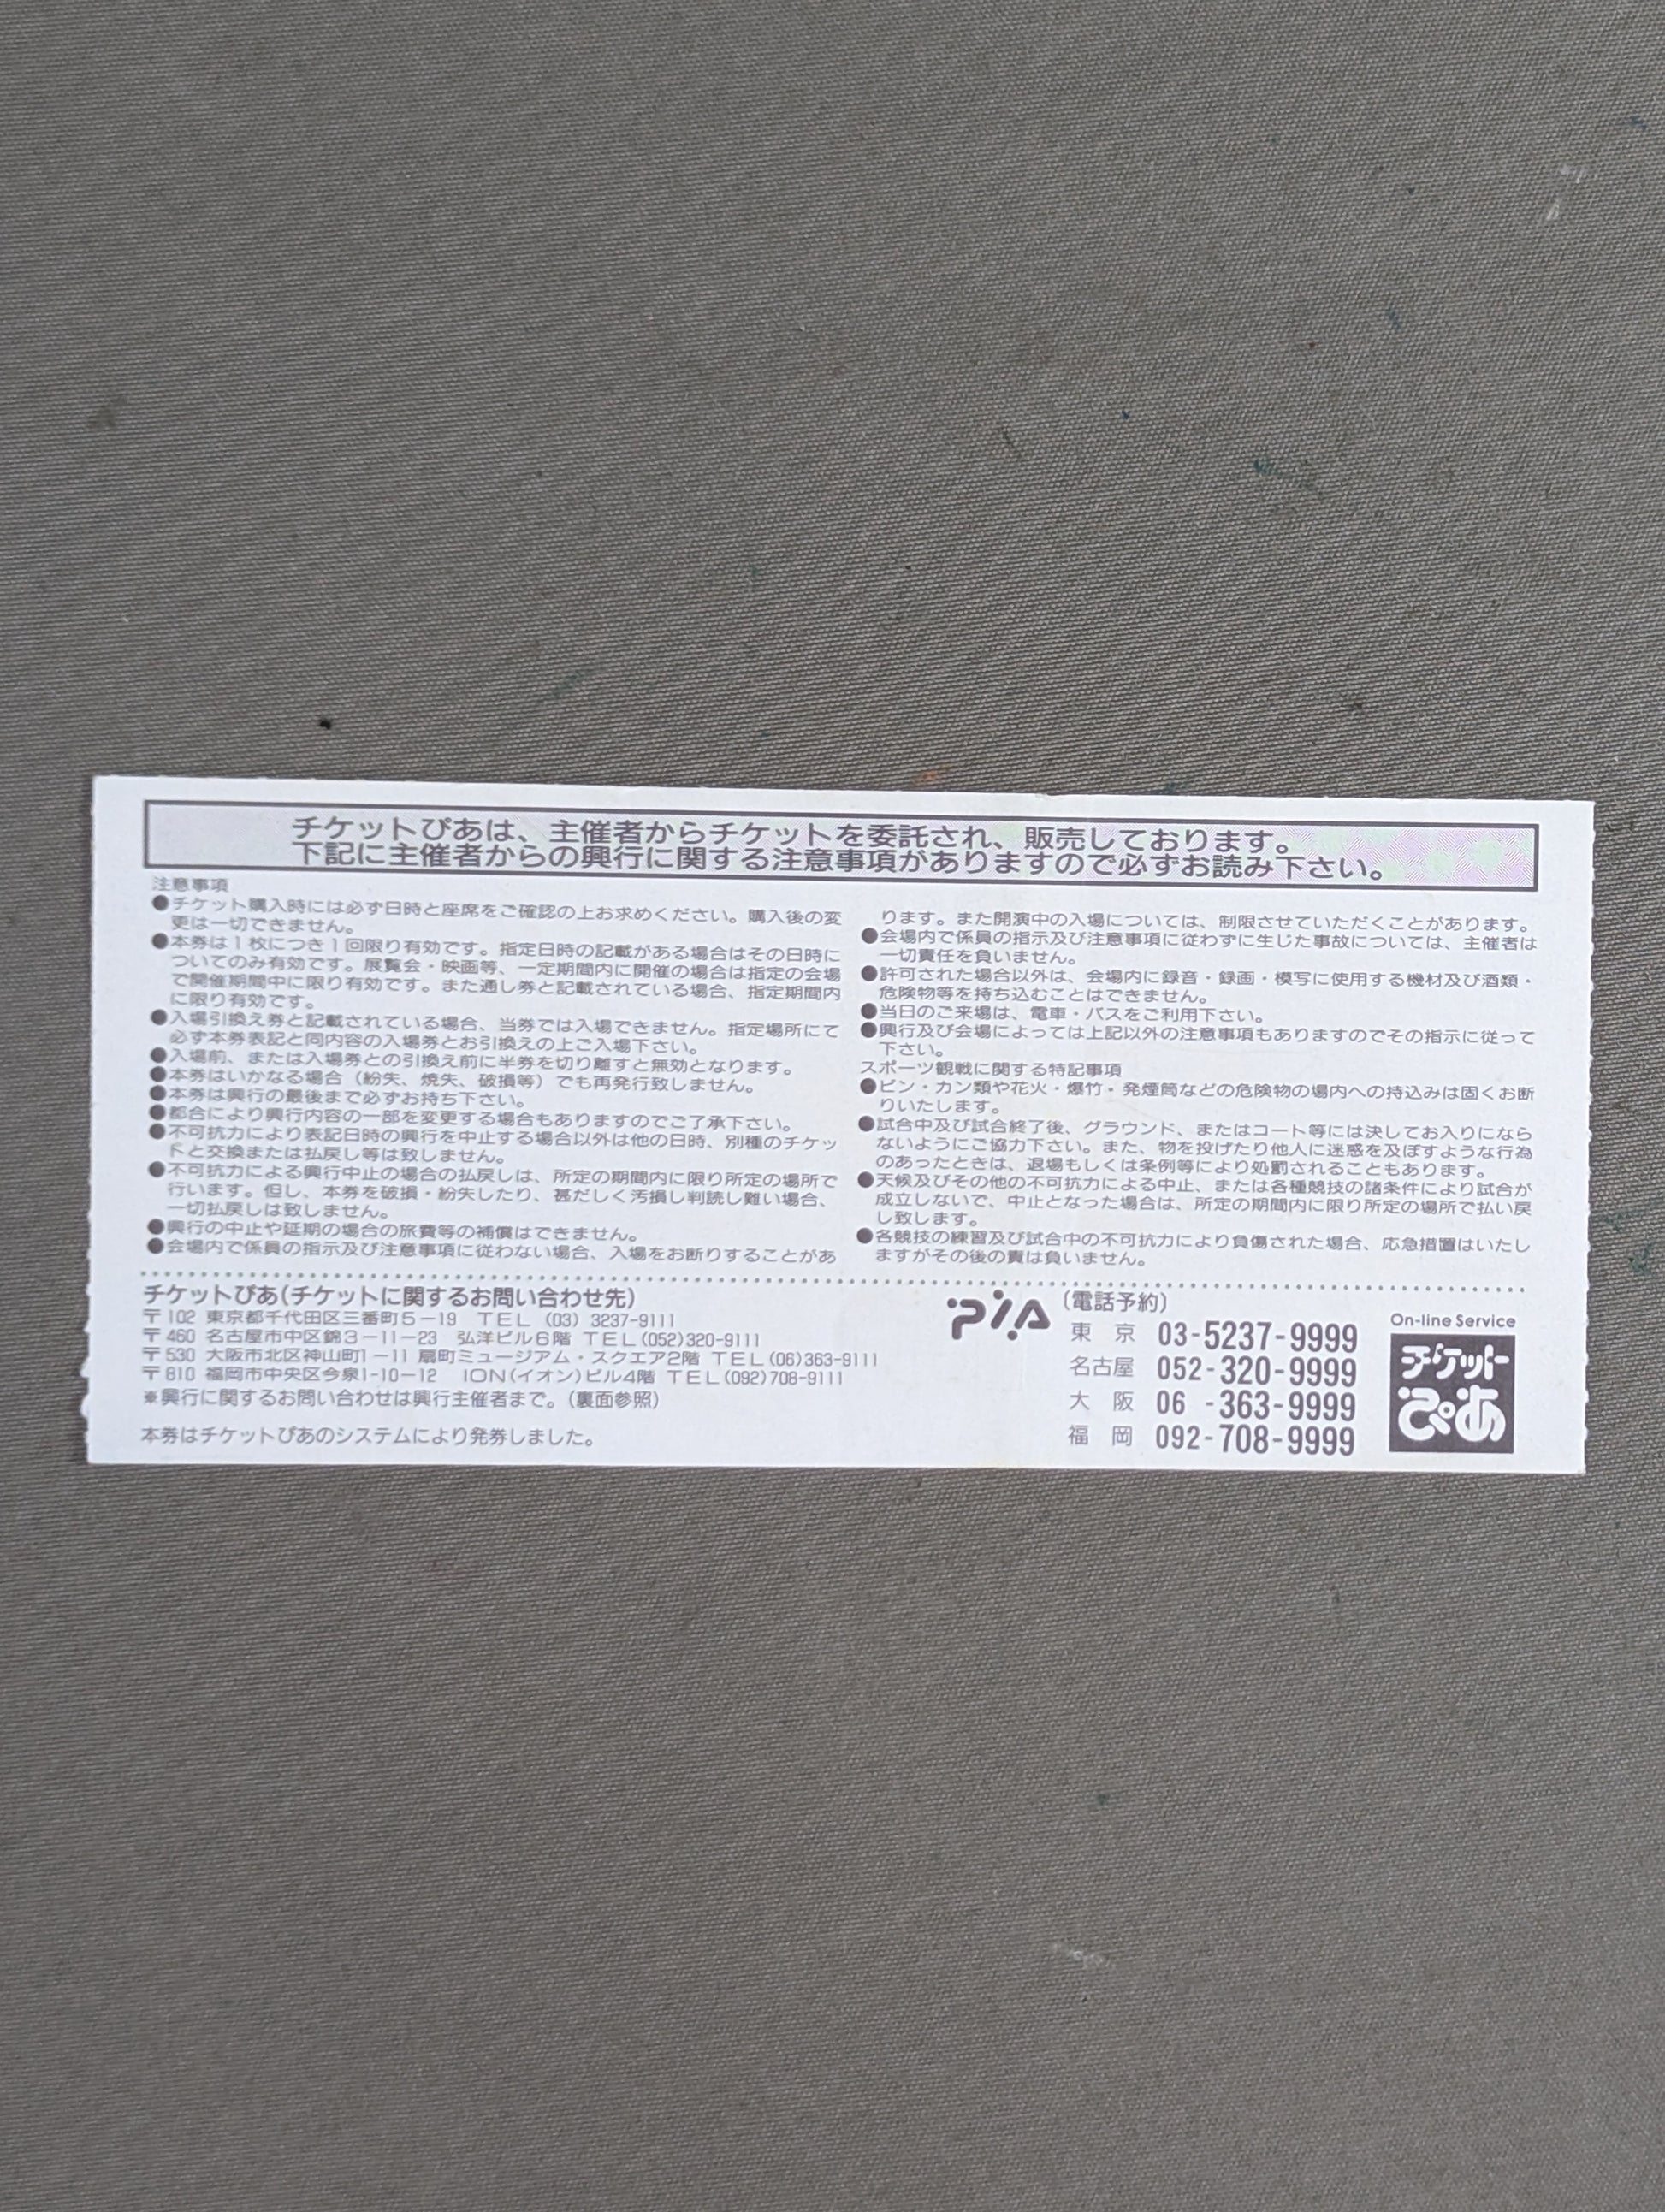 チケットぴあは、主催者からチケットを委託され、販売しております。
下記に主催者からの興行に関する注意事項がありますので必ずお読み下さい。
注意事項
●チケット購入時には必ず日時と座席をご確認の上お求めください。購入後の変
更は一切できません。
●本券は1枚につき1回限り有効です。指定日時の記載がある場合はその日時に
ついてのみ有効です。展覧会・映画等、一定期間内に開催の場合は指定の会場
で開催期間中に限り有効です。また通し券と記載されている場合、指定期間内
に限り有効です。
●入場引換え券と記載されている場合、当券では入場できません。指定場所にて
必ず本券表記と同内容の入場券とお引換えの上ご入場下さい。
●入場前、または入場券との引換え前に半券を切り離すと無効となります。
●本券はいかなる場合（紛失、焼失、破損等）でも再発行致しません。
●本券は興行の最後まで必ずお持ち下さい。
●都合により興行内容の一部を変更する場合もありますのでご了承下さい。
●不可抗力により表記日時の興行を中止する場合以外は他の日時、別種のチケッ
トと交換または払戻し等は致しません。
●不可抗力による興行中止の場合の払戻しは、所定の期間内に限り所定の場所で
行います。但し、本券を破損・紛失したり、甚だしく汚損し判読し難い場合、
一切払戻しは致しません。
●興行の中止や延期の場合の旅費等の補償はできません。
●会場内で係員の指示及び注意事項に従わない場合、入場をお断りすることがあ
ります。また開演中の入場については、制限させていただくことがあります。
●会場内で係員の指示及び注意事項に従わずに生じた事故については、主催者は
一切責任を負いません。
●許可された場合以外は、会場内に録音・録画・模写に使用する機材及び酒類・
危険物等を持ち込むことはできません。
●当日のご来場は、電車・バスをご利用下さい。
●興行及び会場によっては上記以外の注意事項もありますのでその指示に従って
下さい。
スポーツ観戦に関する特記事項
●ビン・カン類や花火・爆竹・発煙筒などの危険物の場内への持込みは固くお断
りいたします。
●試合中及び試合終了後、グラウンド、またはコート等には決してお入りになら
ないようにご協力下さい。また、物を投げたり他人に迷惑を及ぼすような行為
のあったときは、退場もしくは条例等により処罰されることもあります。
●天候及びその他の不可抗力による中止、または各種競技の諸条件により試合が
成立しないで、中止となった場合は、所定の期間内に限り所定の場所で払い戻
し致します。
●各競技の練習及び試合中の不可抗力により負傷された場合、応急措置はいたし
ますがその後の責は負いません。
チケットぴあ(チケットに関するお問い合わせ先)
〒102 東京都千代田区三番町5－19 TEL (03) 3237-9111
〒460 名古屋市中区錦3－11－23 弘洋ビル6階 TEL(052)320-9111
〒530 大阪市北区神山町1－11 扇町ミュージアム・スクエア2階 TEL(06)363-9111
〒810 福岡市中央区今泉1-10-12 ION(イオン)ビル4階 TEL(092)708-9111
※興行に関するお問い合わせは興行主催者まで。(裏面参照)
本券はチケットぴあのシステムにより発券しました。
PIA
(電話予約)
東 京 03-5237-9999
名古屋 052-320-9999
大 阪 06 -363-9999
福 岡 092-708-9999
On-line Service
チケット
ぴあ